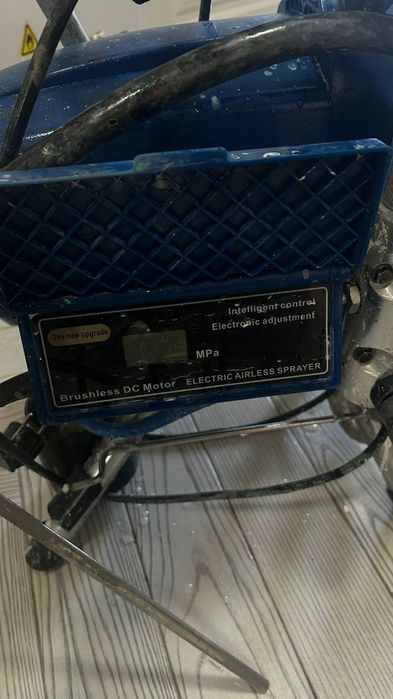 Intelligent control
Electronic adjustment
The new upgrade
MPa
Brushless DC Motor
ELECTRIC AIRLESS SPRAYER